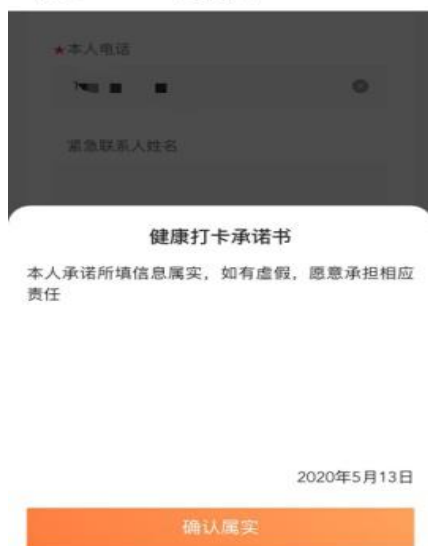 ★本人电话
紧急联系人姓名
健康打卡承诺书
本人承诺所填信息属实，如有虚假，愿意承担相应
责任
2020年5月13日
确认属实